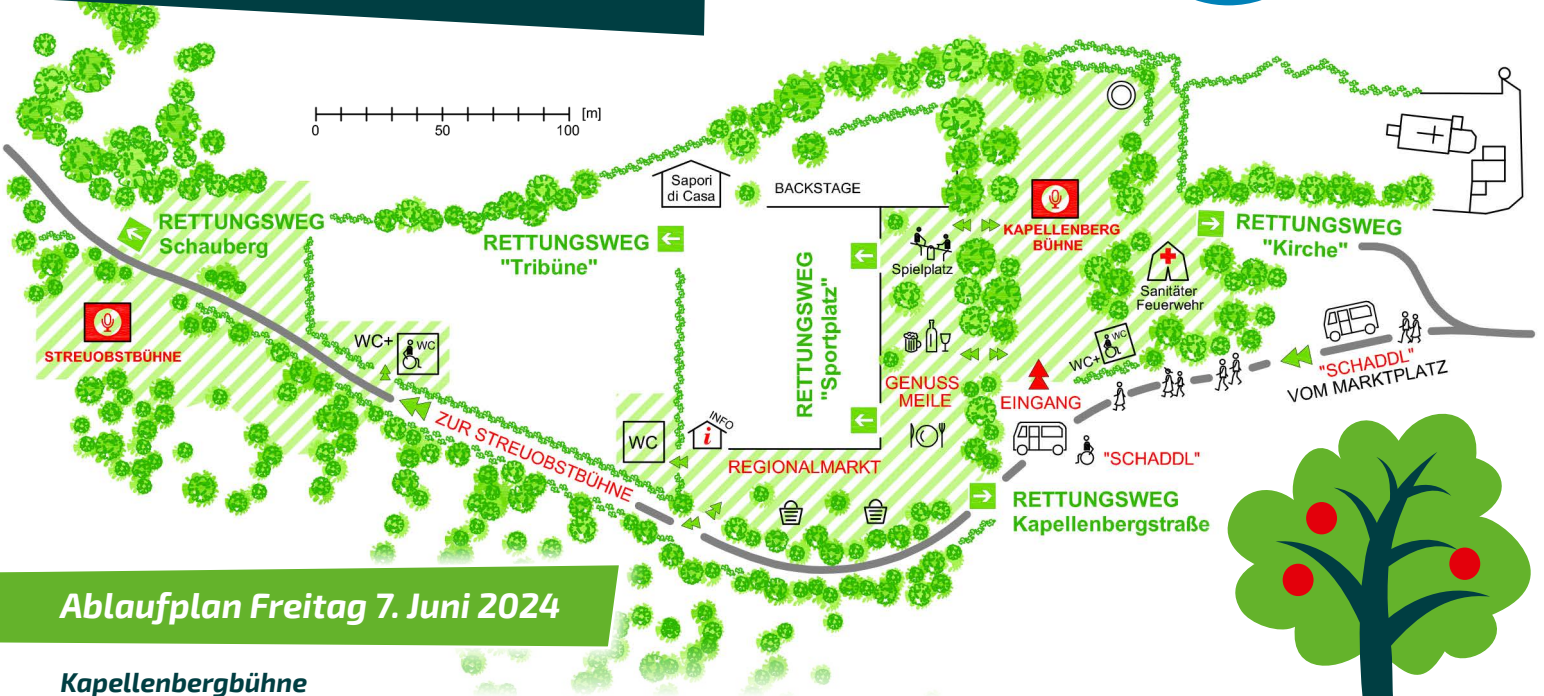 [m]
0
50
100
Sapori
di Casa
BACKSTAGE
RETTUNGSWEG
Schauberg
RETTUNGSWEG
"Tribüne"
RETTUNGSWEG
"Sportplatz"
Spielplatz
KAPELLENBERG
BÜHNE
RETTUNGSWEG
"Kirche"
Sanitäter
Feuerwehr
STREUOBSTBÜHNE
WC+
WC
WC+
WC
"SCHADDL"
VOM MARKTPLATZ
GENUSS
MEILE
EINGANG
ZUR STREUOBSTBÜHNE
WC
INFO
i
REGIONALMARKT
"SCHADDL"
RETTUNGSWEG
Kapellenbergstraße
Ablaufplan Freitag 7. Juni 2024
Kapellenbergbühne